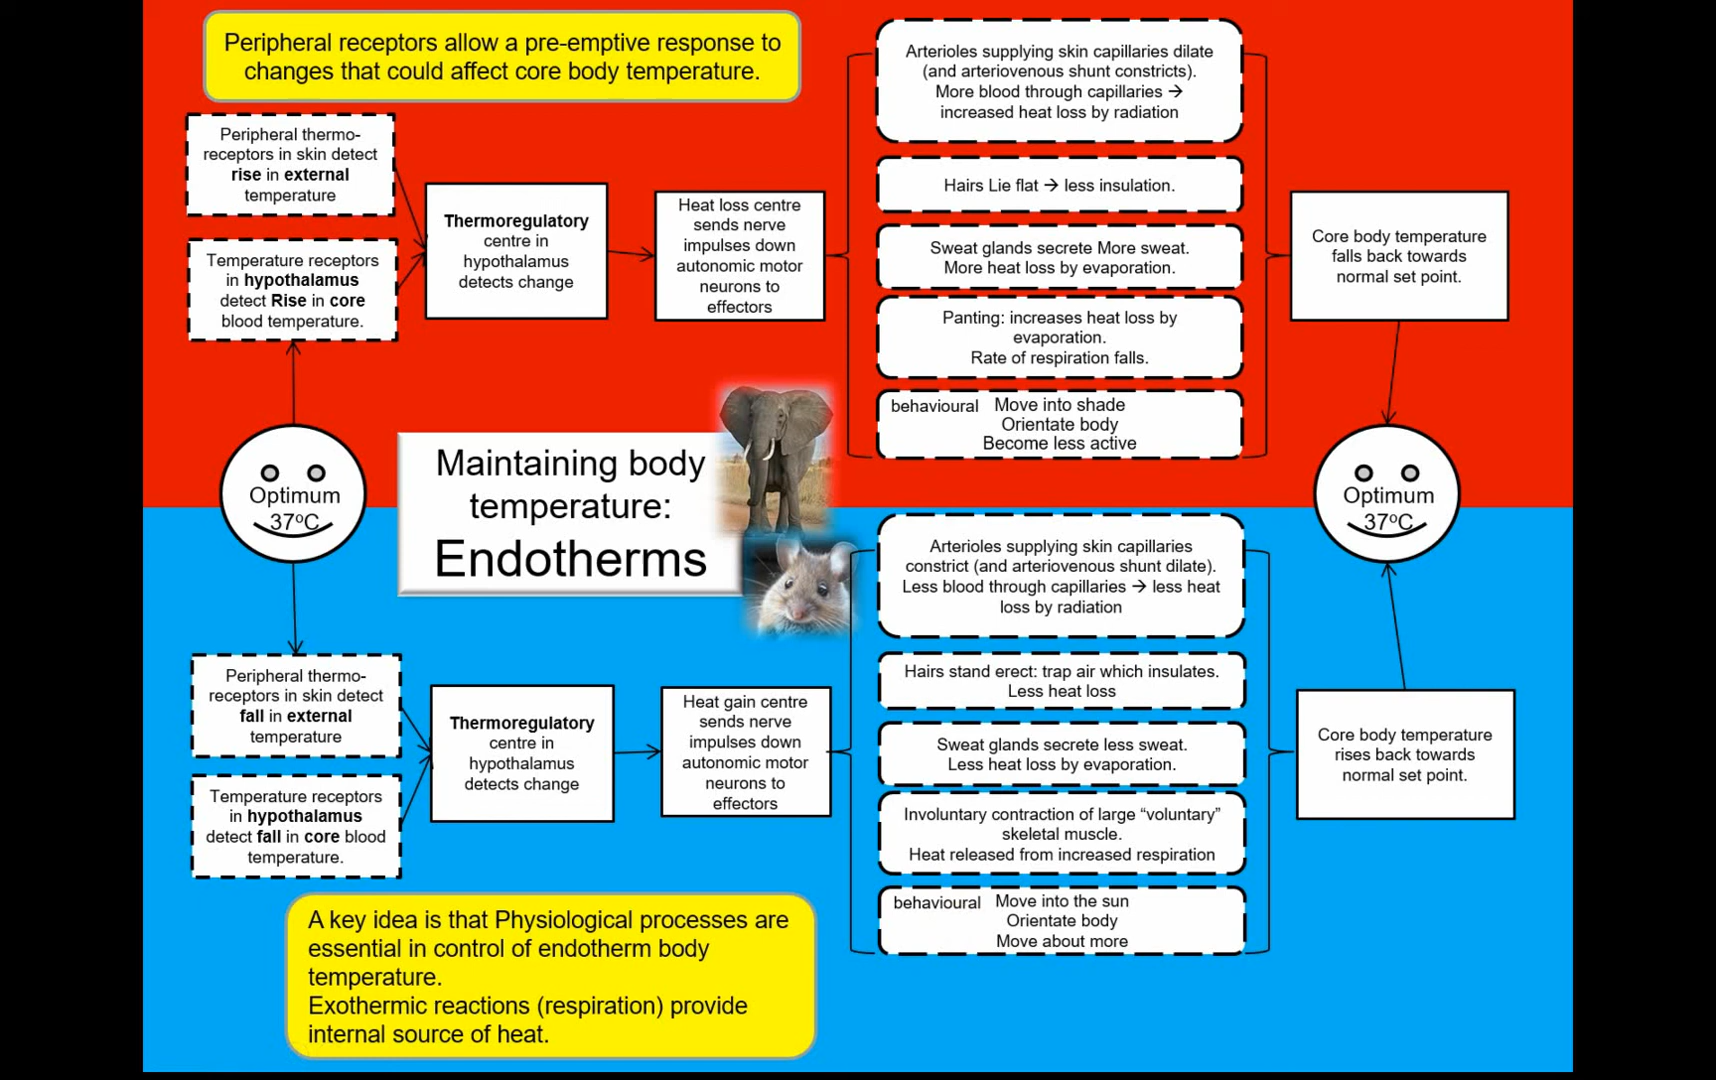 Peripheral receptors allow a pre-emptive response to
changes that could affect core body temperature.
Peripheral thermo-
receptors in skin detect
rise in external
temperature
Temperature receptors
in hypothalamus
detect Rise in core
blood temperature.
Thermoregulatory
centre in
hypothalamus
detects change
Heat loss centre
sends nerve
impulses down
autonomic motor
neurons to
effectors
Arterioles supplying skin capillaries dilate
(and arteriovenous shunt constricts).
More blood through capillaries →
increased heat loss by radiation
Hairs Lie flat → less insulation.
Sweat glands secrete More sweat.
More heat loss by evaporation.
Panting: increases heat loss by
evaporation.
Rate of respiration falls.
behavioural Move into shade
Orientate body
Become less active
Core body temperature
falls back towards
normal set point.
Optimum
37°C
Maintaining body
temperature:
Endotherms
Optimum
37°C
Peripheral thermo-
receptors in skin detect
fall in external
temperature
Temperature receptors
in hypothalamus
detect fall in core blood
temperature.
Thermoregulatory
centre in
hypothalamus
detects change
Heat gain centre
sends nerve
impulses down
autonomic motor
neurons to
effectors
Arterioles supplying skin capillaries
constrict (and arteriovenous shunt dilate).
Less blood through capillaries → less heat
loss by radiation
Hairs stand erect: trap air which insulates.
Less heat loss
Sweat glands secrete less sweat.
Less heat loss by evaporation.
Involuntary contraction of large “voluntary”
skeletal muscle.
Heat released from increased respiration
behavioural Move into the sun
Orientate body
Move about more
Core body temperature
rises back towards
normal set point.
A key idea is that Physiological processes are
essential in control of endotherm body
temperature.
Exothermic reactions (respiration) provide
internal source of heat.